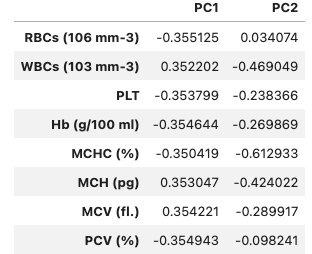 PC1 PC2
RBCs (106 mm-3) -0.355125 0.034074
WBCs (103 mm-3) 0.352202 -0.469049
PLT -0.353799 -0.238366
Hb (g/100 ml) -0.354644 -0.269869
MCHC (%) -0.350419 -0.612933
MCH (pg) 0.353047 -0.424022
MCV (fl.) 0.354221 -0.289917
PCV (%) -0.354943 -0.098241